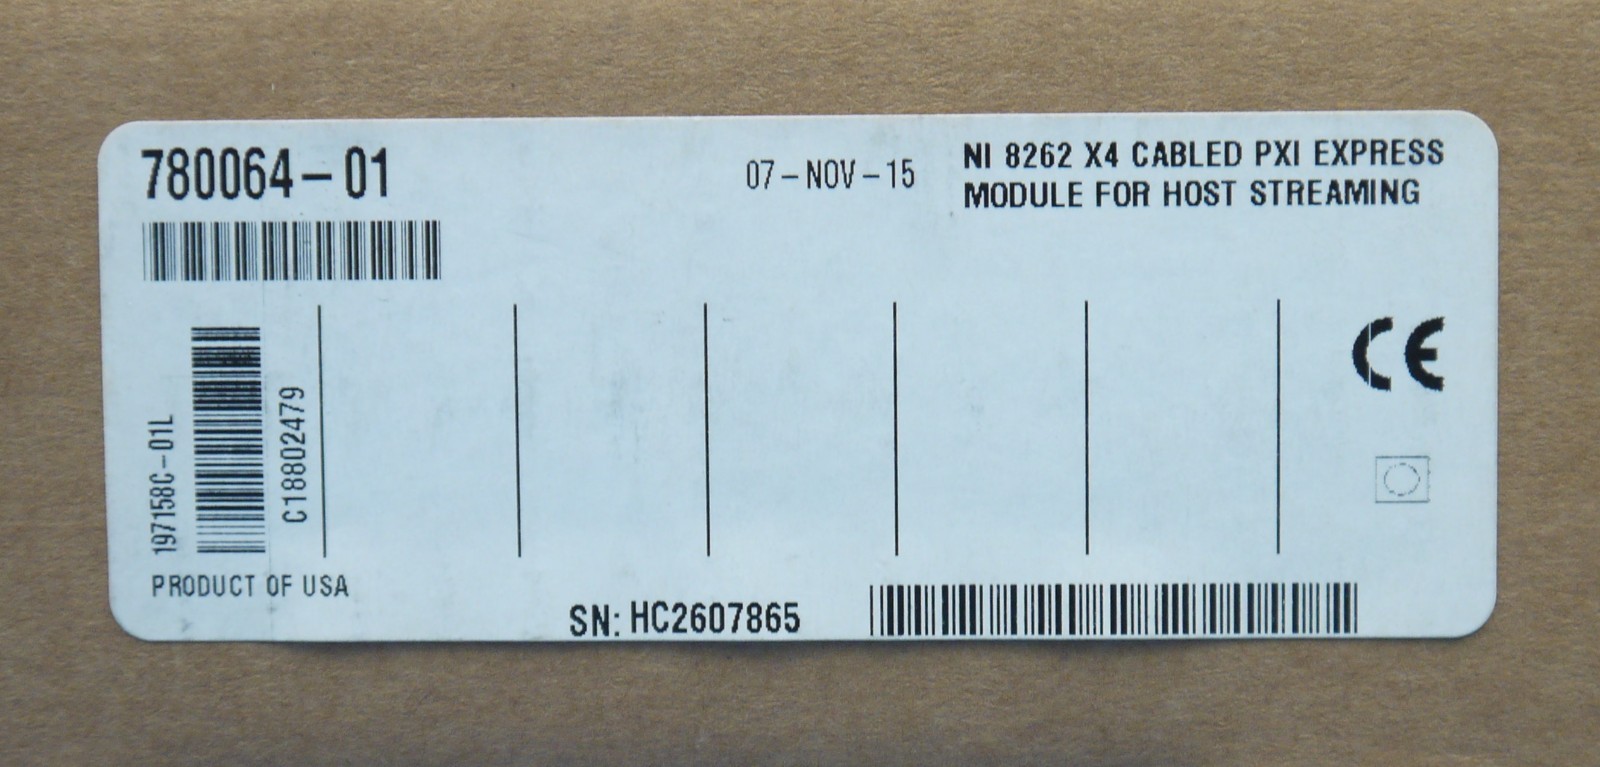 780064-01
07-NOV-15
NI 8262 X4 CABLED PXI EXPRESS
MODULE FOR HOST STREAMING
197158C-01L
C18802479
CE
PRODUCT OF USA
SN: HC2607865